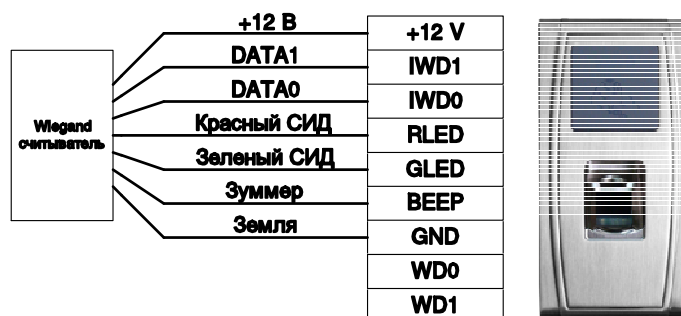 +12 В
+12 V
DATA1
IWD1
DATA0
IWD0
Wiegand
считыватель
Красный СИД
RLED
Зеленый СИД
GLED
Зуммер
BEEP
Земля
GND
WD0
WD1